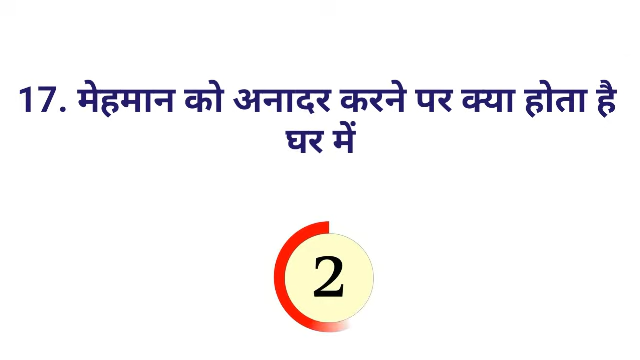 17. मेहमान को अनादर करने पर क्या होता है
घर में
2